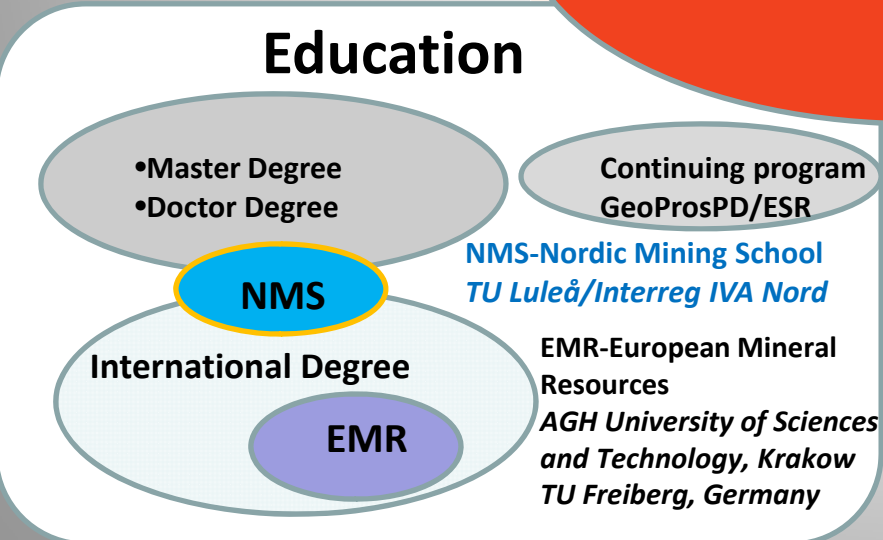 Education
•Master Degree
•Doctor Degree
Continuing program
GeoProsPD/ESR
NMS-Nordic Mining School
TU Luleå/Interreg IVA Nord
NMS
International Degree
EMR
EMR-European Mineral
Resources
AGH University of Sciences
and Technology, Krakow
TU Freiberg, Germany